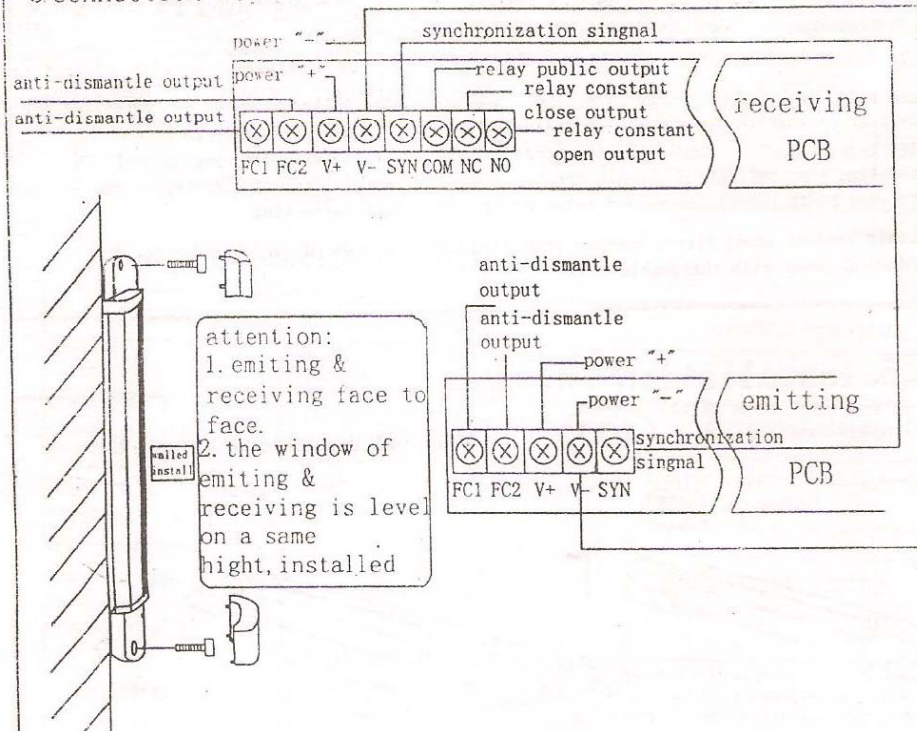 power "-"
synchronization singnal
anti-dismantle output
power "+"
relay public output
relay constant
close output
anti-dismantle output
relay constant
open output
FC1 FC2 V+ V- SYN COM NC NO
receiving
PCB
anti-dismantle
output
anti-dismantle
output
power "+"
power "-"
emitting
synchronization
singnal
PCB
FC1 FC2 V+ V- SYN
attention:
1. emiting &
receiving face to
face.
2. the window of
emiting &
receiving is level
on a same
hight, installed
walled
install